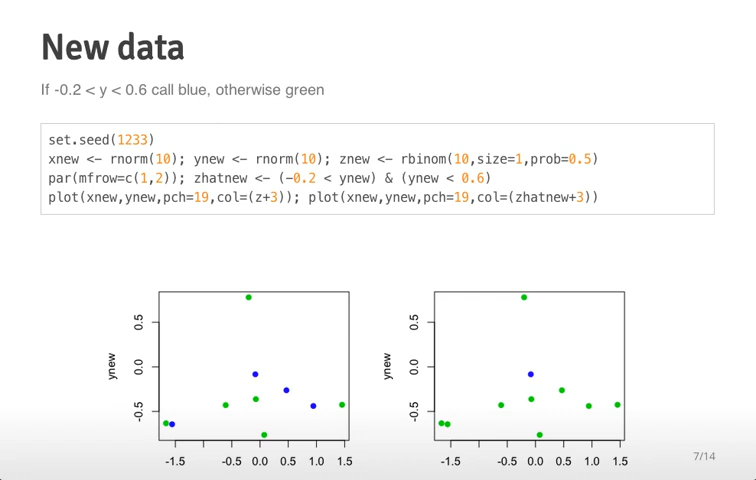 New data
If -0.2 < y < 0.6 call blue, otherwise green
set.seed(1233)
xnew <- rnorm(10); ynew <- rnorm(10); znew <- rbinom(10,size=1,prob=0.5)
par(mfrow=c(1,2)); zhatnew <- (-0.2 < ynew) & (ynew < 0.6)
plot(xnew,ynew,pch=19,col=(z+3)); plot(xnew,ynew,pch=19,col=(zhatnew+3))
ynew
0.5
0.0
-0.5
-1.5 -0.5 0.0 0.5 1.0 1.5
ynew
0.5
0.0
-0.5
-1.5 -0.5 0.0 0.5 1.0 1.5
7/14